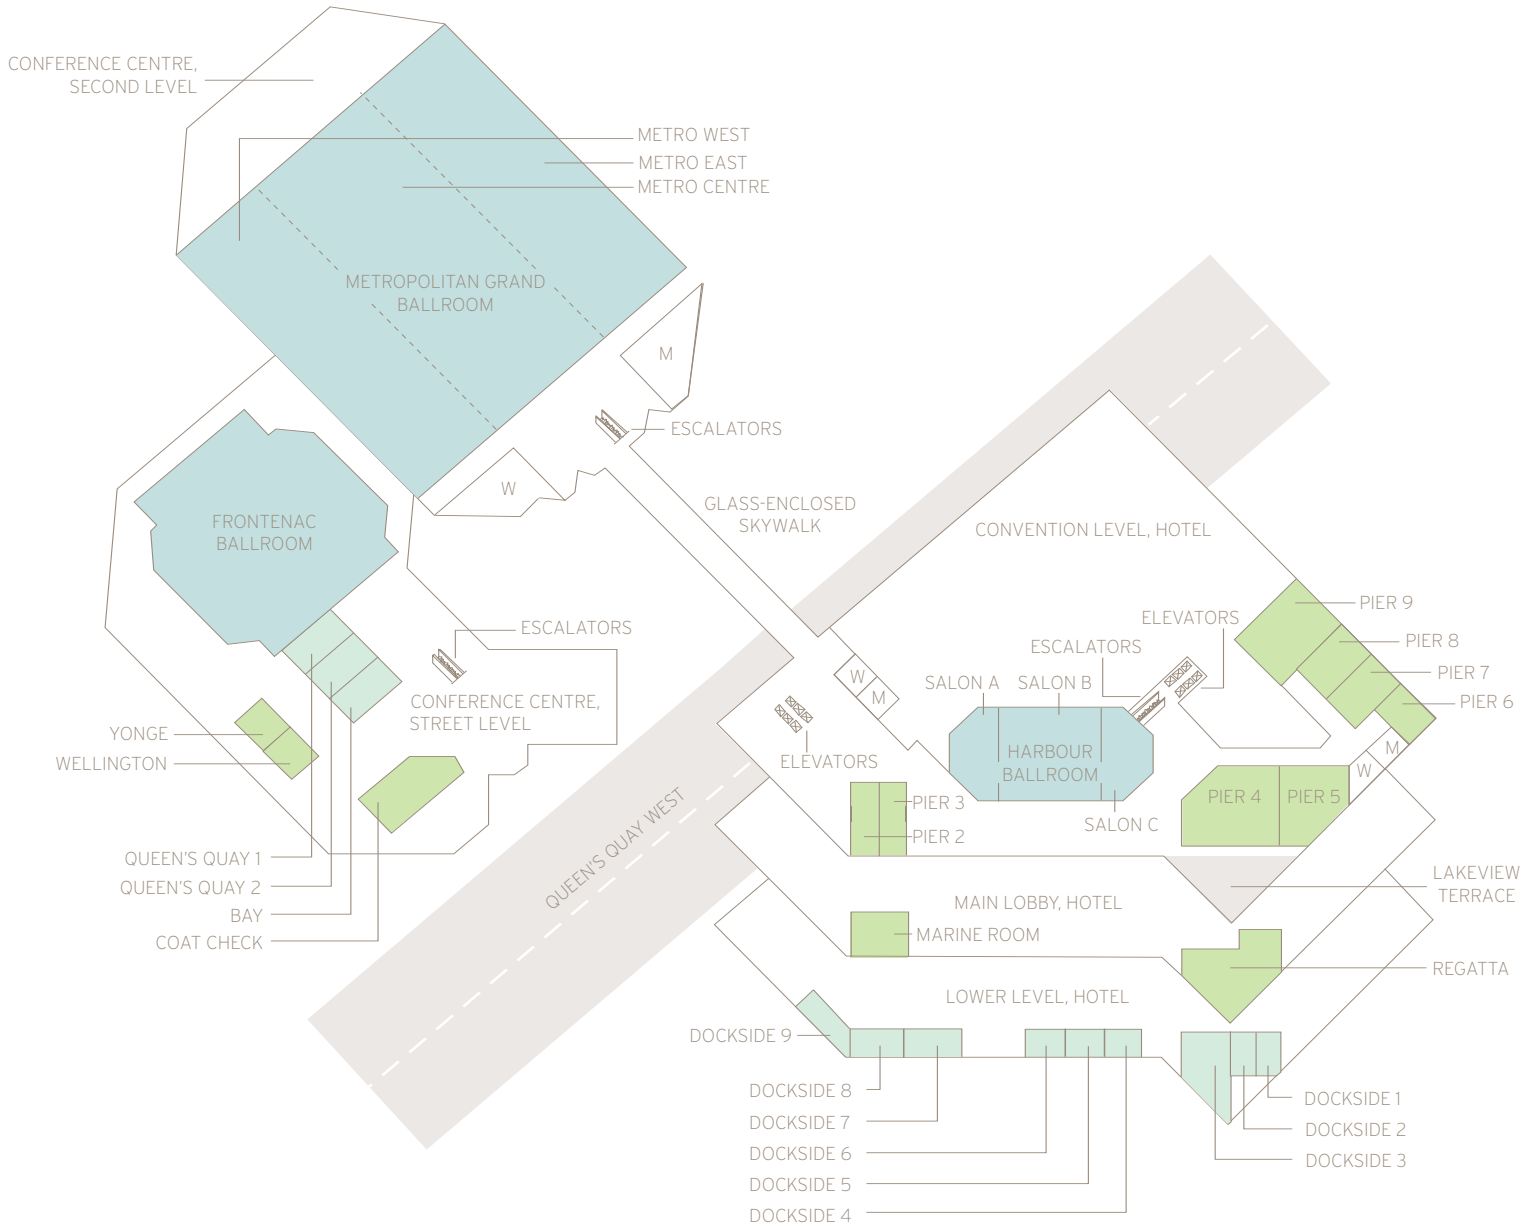 CONFERENCE CENTRE,
SECOND LEVEL
METRO WEST
METRO EAST
METRO CENTRE
METROPOLITAN GRAND
BALLROOM
M
ESCALATORS
W
GLASS-ENCLOSED
SKYWALK
FRONTENAC
BALLROOM
CONVENTION LEVEL, HOTEL
ESCALATORS
CONFERENCE CENTRE,
STREET LEVEL
YONGE
WELLINGTON
QUEEN'S QUAY 1
QUEEN'S QUAY 2
BAY
COAT CHECK
QUEEN'S QUAY WEST
W
M
ELEVATORS
ELEVATORS
ESCALATORS
SALON A
SALON B
HARBOUR
BALLROOM
SALON C
PIER 9
PIER 8
PIER 7
PIER 6
M
W
PIER 4
PIER 5
PIER 3
PIER 2
LAKEVIEW
TERRACE
MAIN LOBBY, HOTEL
MARINE ROOM
REGATTA
LOWER LEVEL, HOTEL
DOCKSIDE 9
DOCKSIDE 8
DOCKSIDE 7
DOCKSIDE 6
DOCKSIDE 5
DOCKSIDE 4
DOCKSIDE 1
DOCKSIDE 2
DOCKSIDE 3